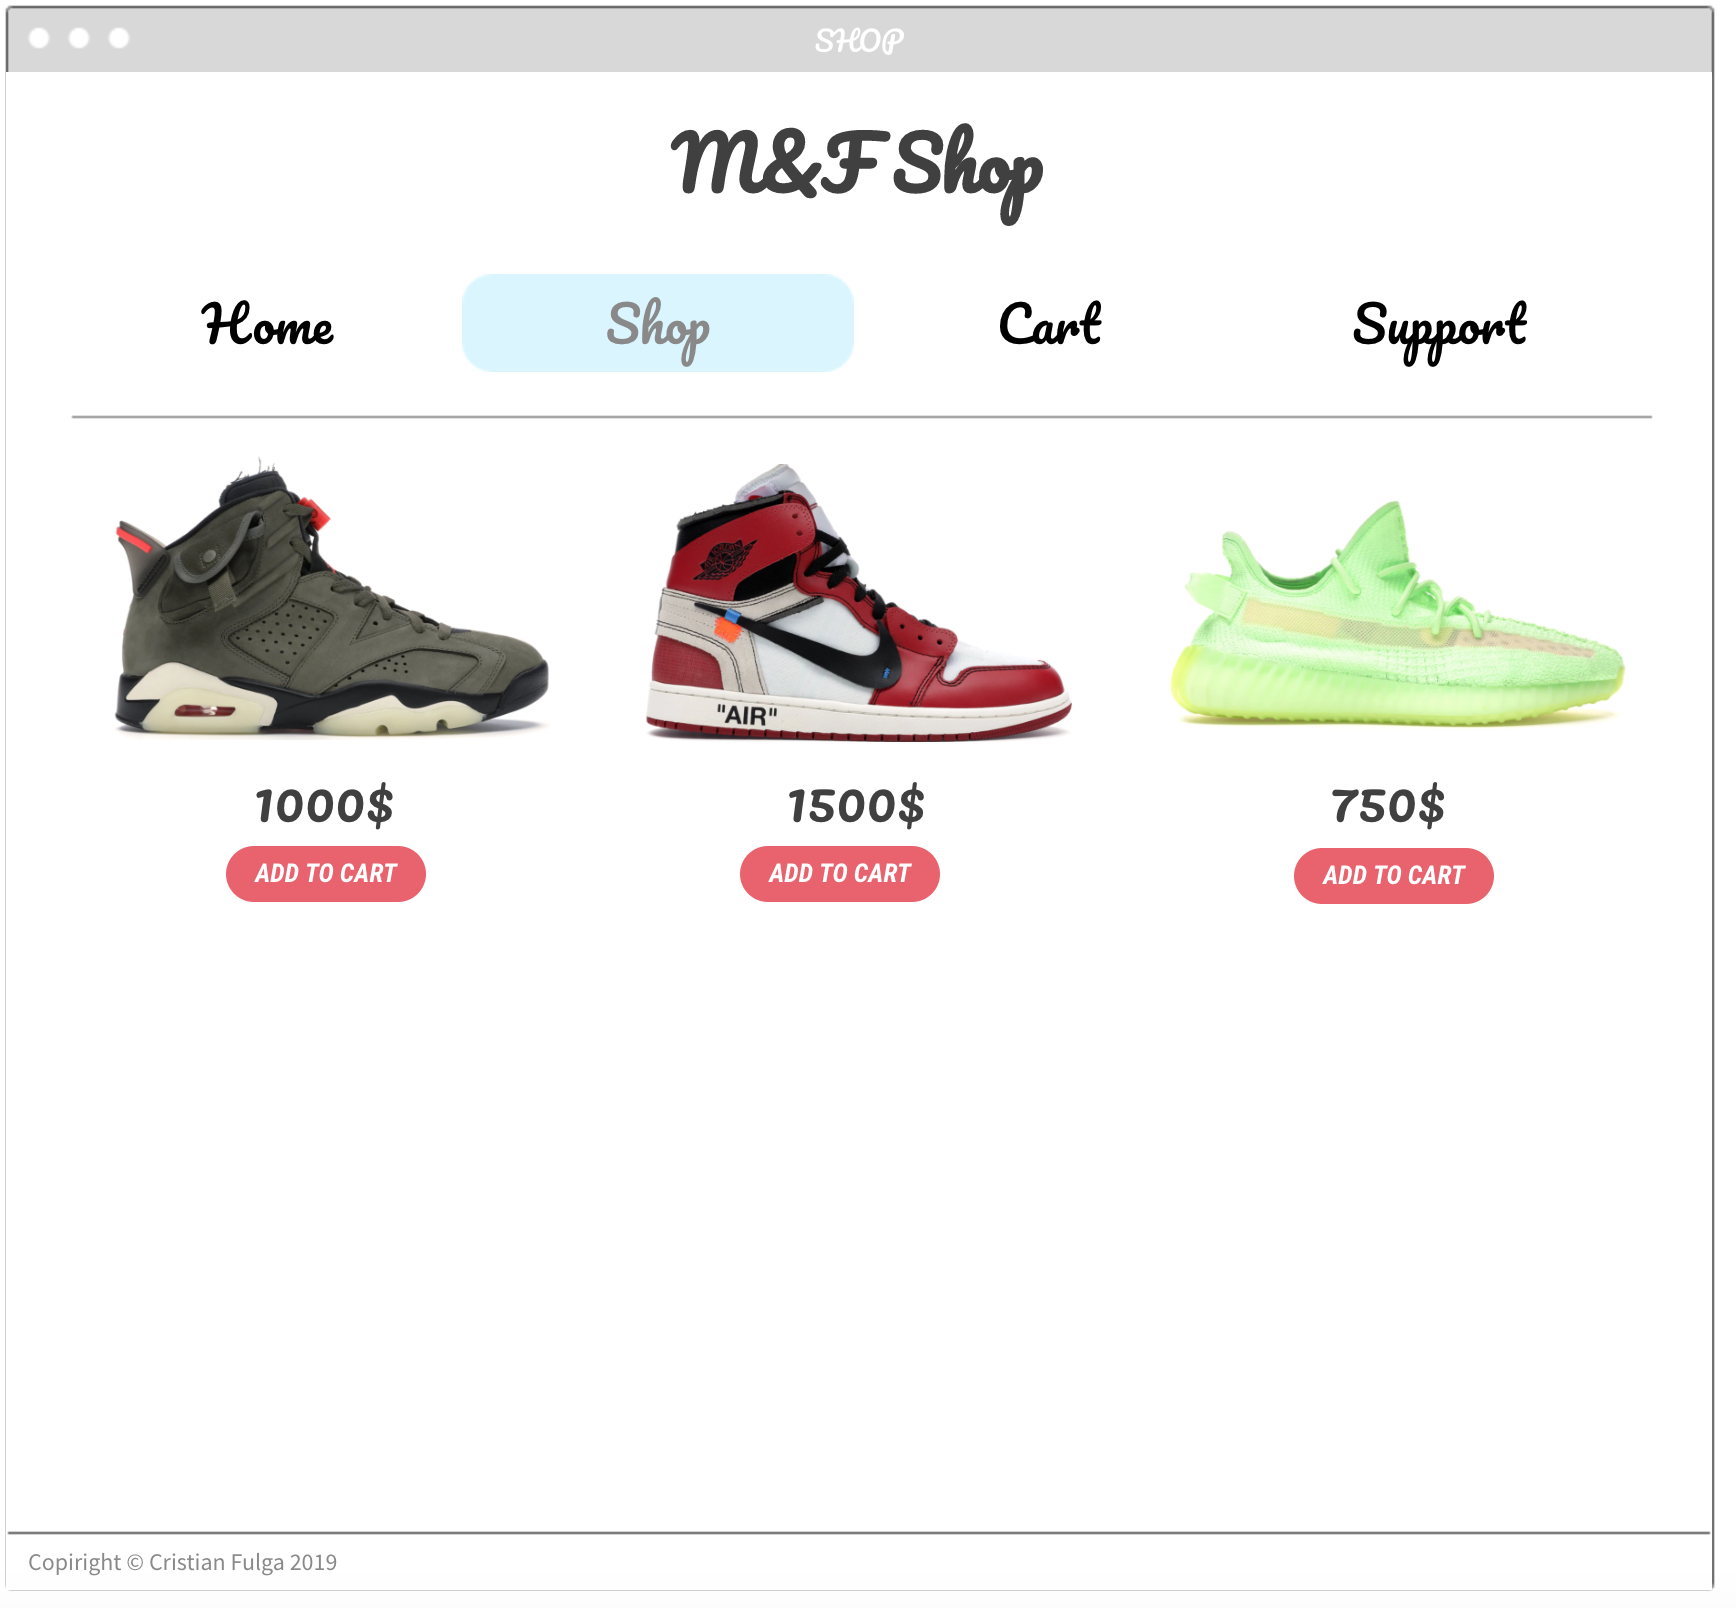 SHOP
M&F Shop
Home Shop Cart Support
"AIR"
1000$ 1500$ 750$
ADD TO CART ADD TO CART ADD TO CART
Copiright © Cristian Fulga 2019